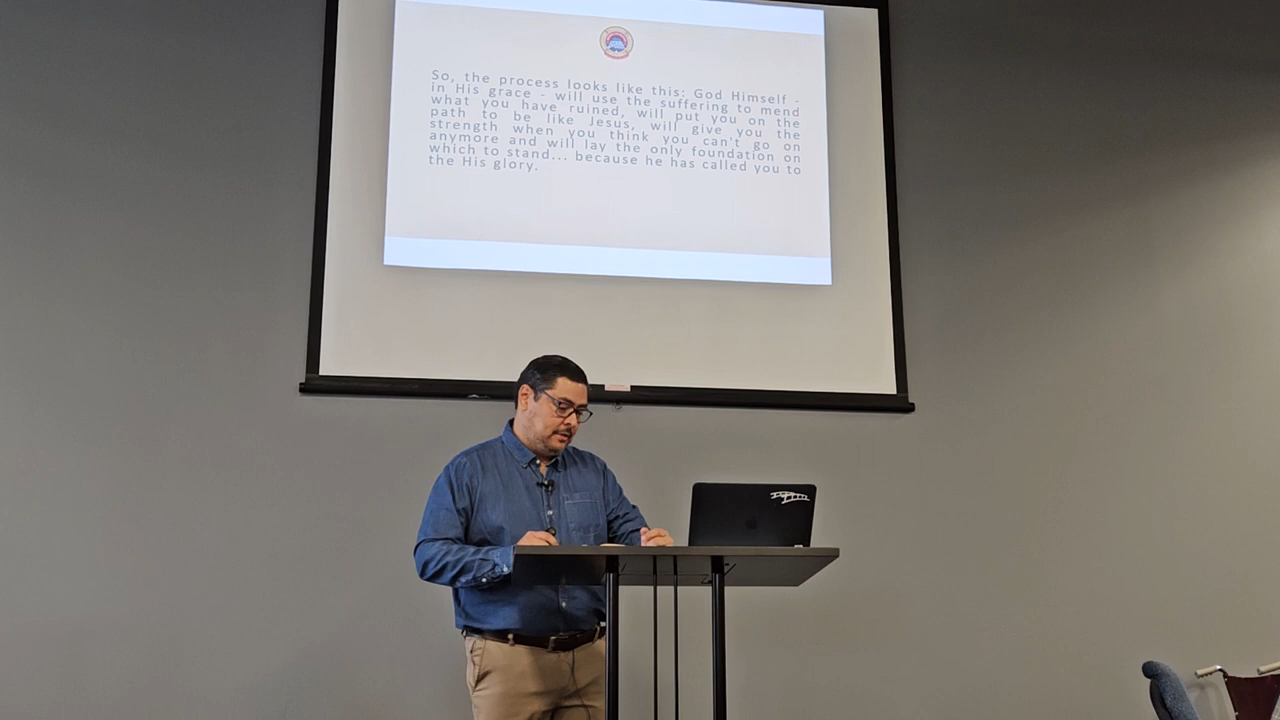 So, the process looks like this: God Himself -
in His grace - will use the suffering to mend
what you have ruined, will put you on the
path to be like Jesus, will give you the
strength when you think you can't go on
anymore and will lay the only foundation on
which to stand... because he has called you to
the His glory.